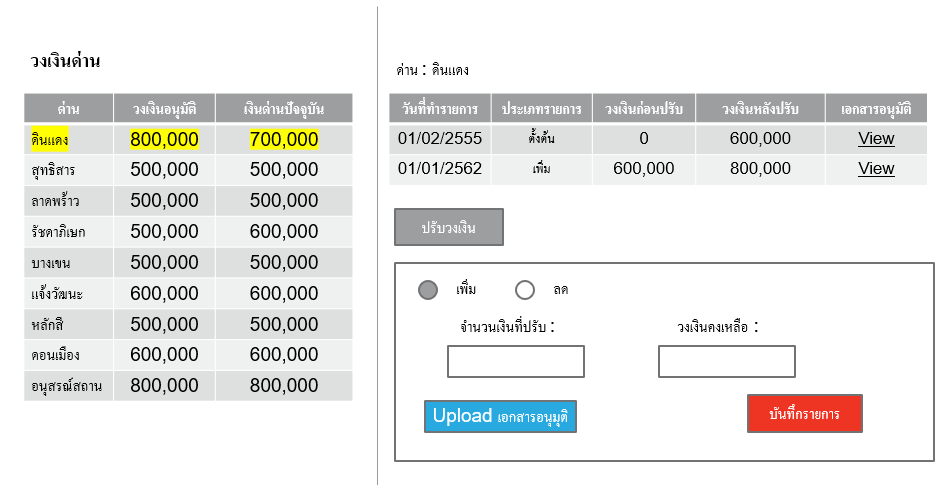 วงเงินด่าน
ด่าน วงเงินอนุมัติ เงินด่านปัจจุบัน
ดินแดง 800,000 700,000
สุทธิสาร 500,000 500,000
ลาดพร้าว 500,000 500,000
รัชดาภิเษก 500,000 600,000
บางเขน 500,000 500,000
แจ้งวัฒนะ 600,000 600,000
หลักสี่ 500,000 500,000
ดอนเมือง 600,000 600,000
อนุสรณ์สถาน 800,000 800,000
ด่าน : ดินแดง
วันที่ทำรายการ ประเภทรายการ วงเงินก่อนปรับ วงเงินหลังปรับ เอกสารอนุมัติ
01/02/2555 ตั้งต้น 0 600,000 View
01/01/2562 เพิ่ม 600,000 800,000 View
ปรับวงเงิน
เพิ่ม ลด
จำนวนเงินที่ปรับ : วงเงินคงเหลือ :
Upload เอกสารอนุมุติ
บันทึกรายการ